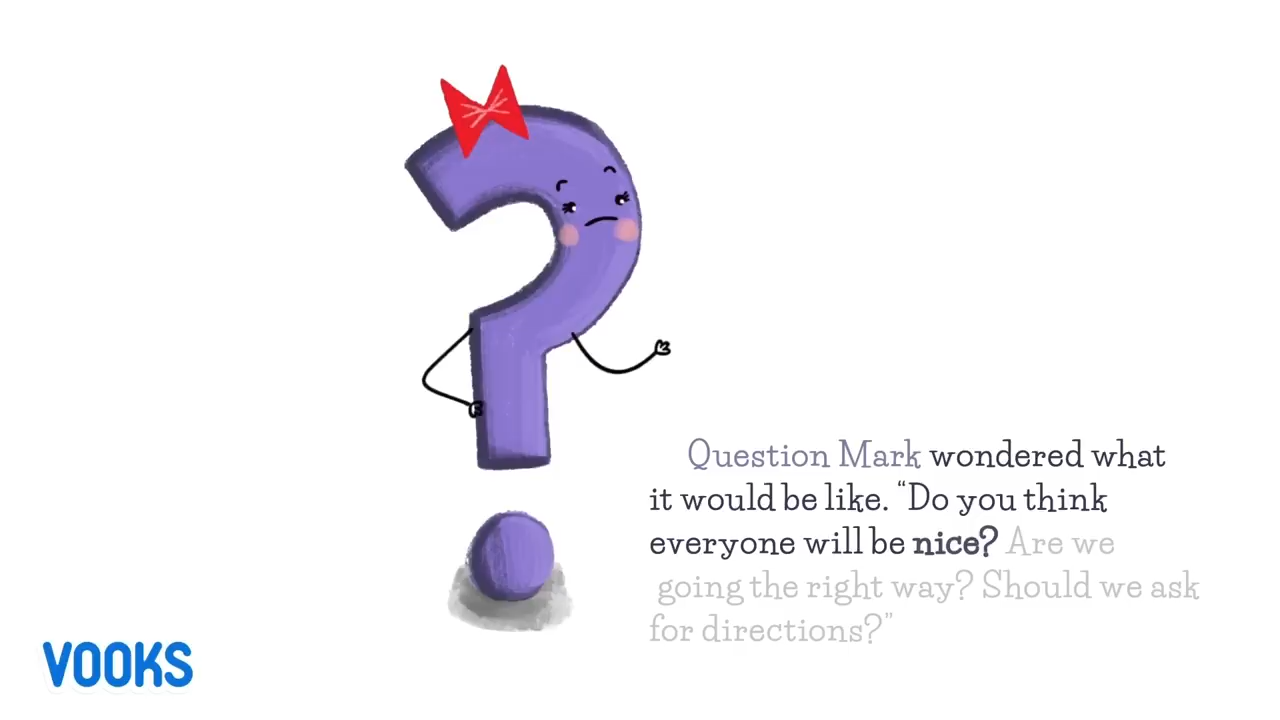 Question Mark wondered what
it would be like. “Do you think
everyone will be nice? Are we
going the right way? Should we ask
for directions?”
VOOKS